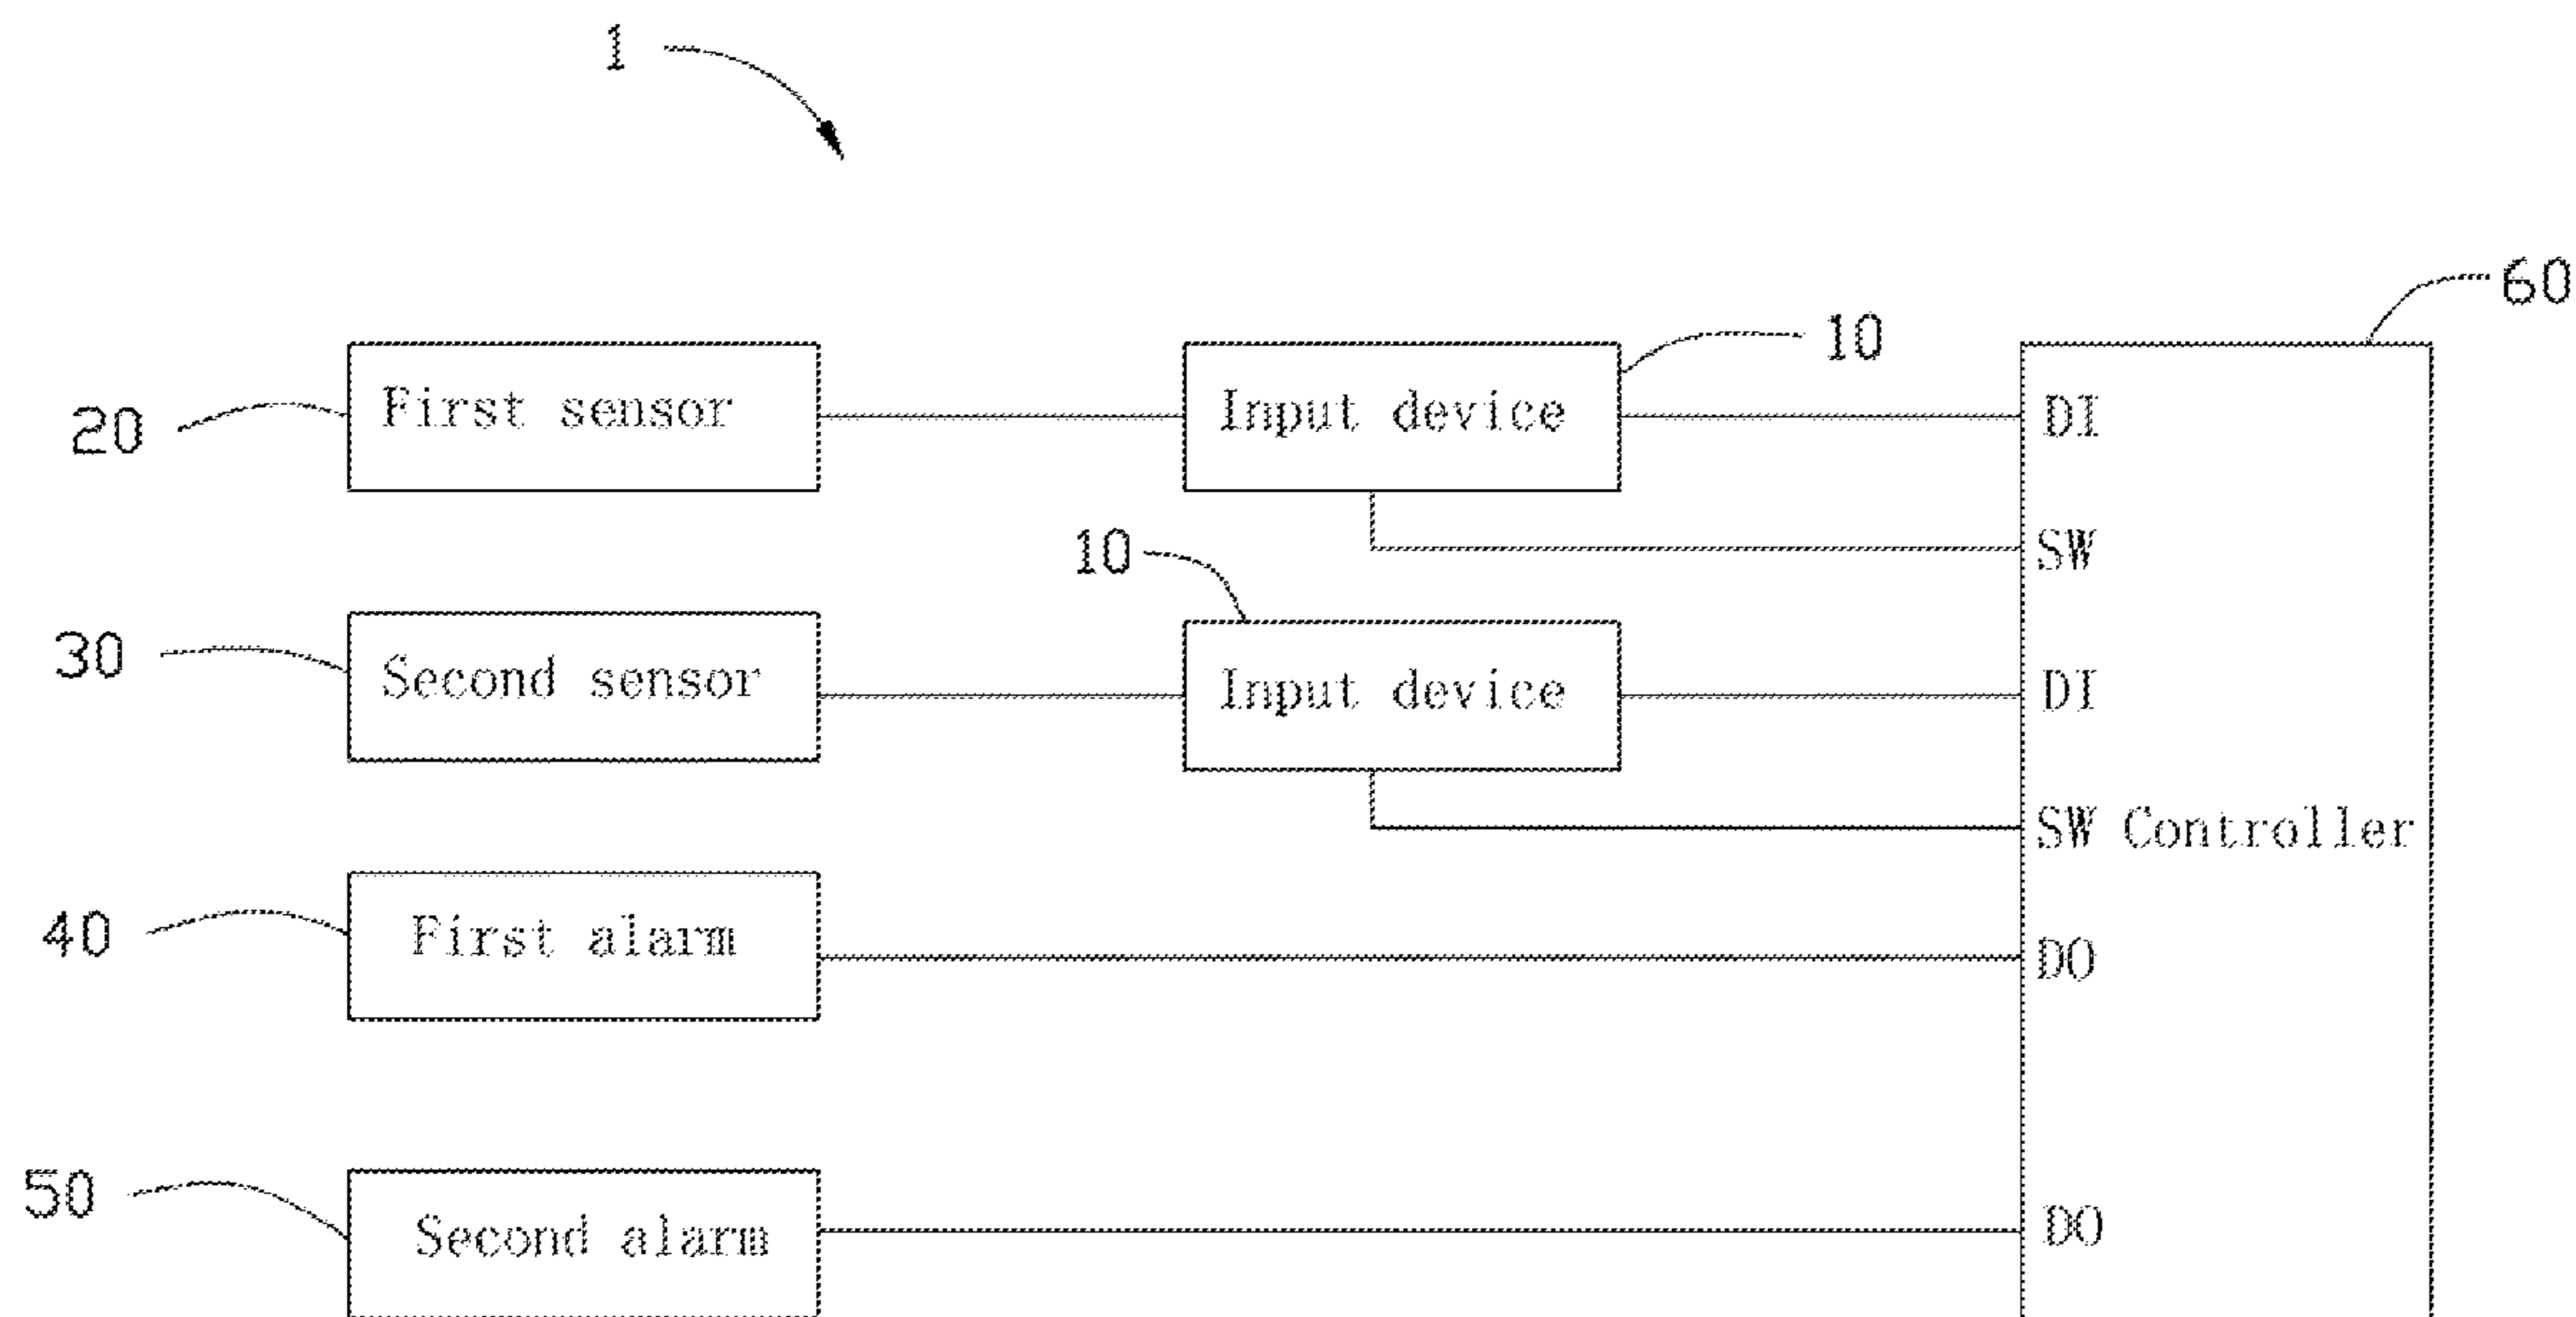 1
60
10
First sensor
Input device
DI
20
SW
10
30
Second sensor
Input device
DI
SW Controller
40
First alarm
DO
50
Second alarm
DO